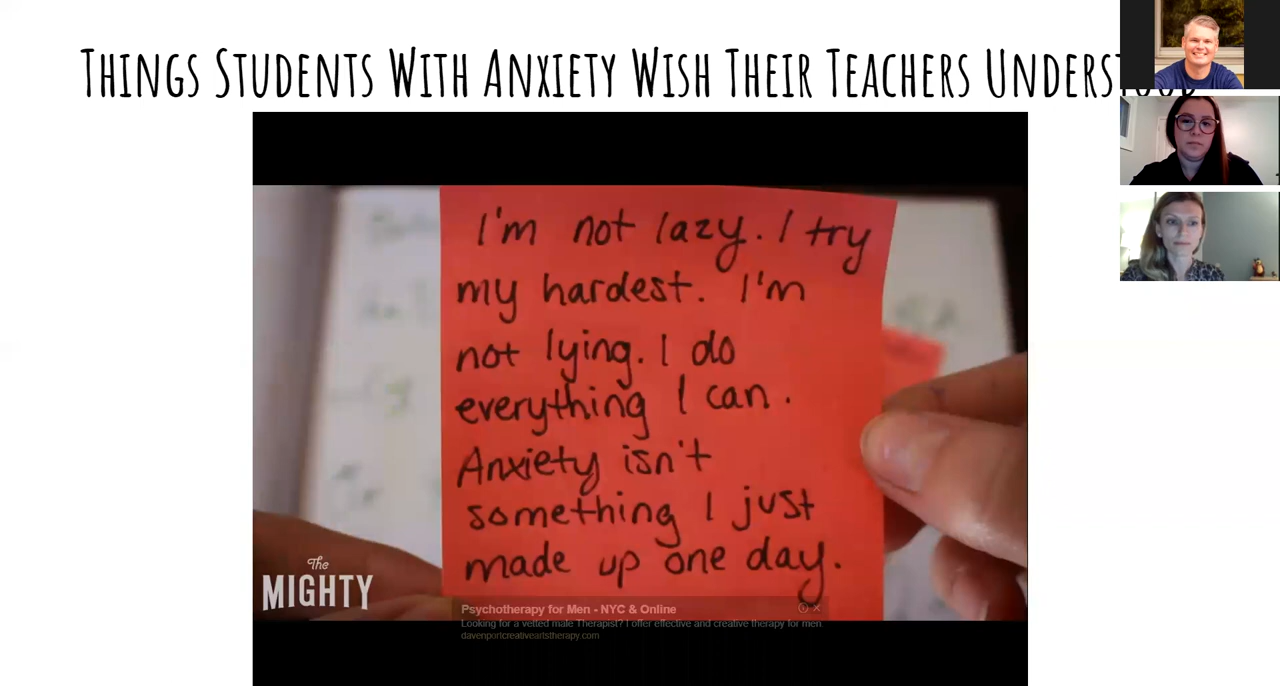 THINGS STUDENTS WITH ANXIETY WISH THEIR TEACHERS UNDERSTOOD
I'm not lazy. I try
my hardest. I'm
not lying. I do
everything I can.
Anxiety isn't
something I just
made up one day.
The
MIGHTY
Psychotherapy for Men - NYC & Online
Looking for a vetted male Therapist? I offer effective and creative therapy for men.
davenportcreativeartstherapy.com